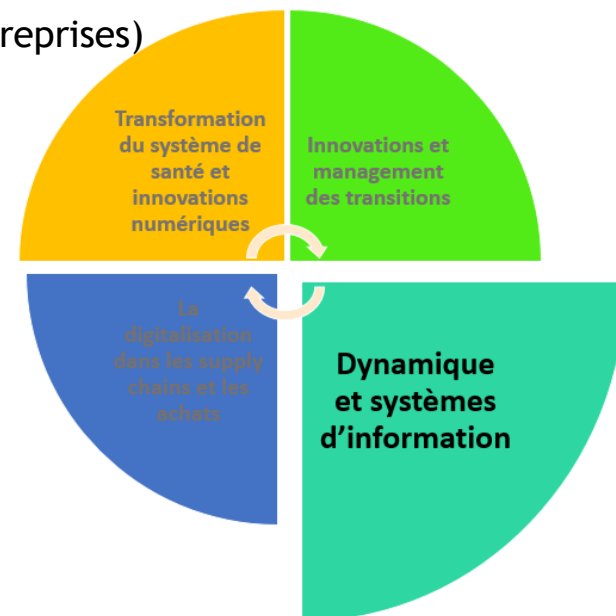 reprises)
Transformation
du système de
santé et
innovations
numériques
Innovations et
management
des transitions
La
digitalisation
dans les supply
chains et les
achats
Dynamique
et systèmes
d’information